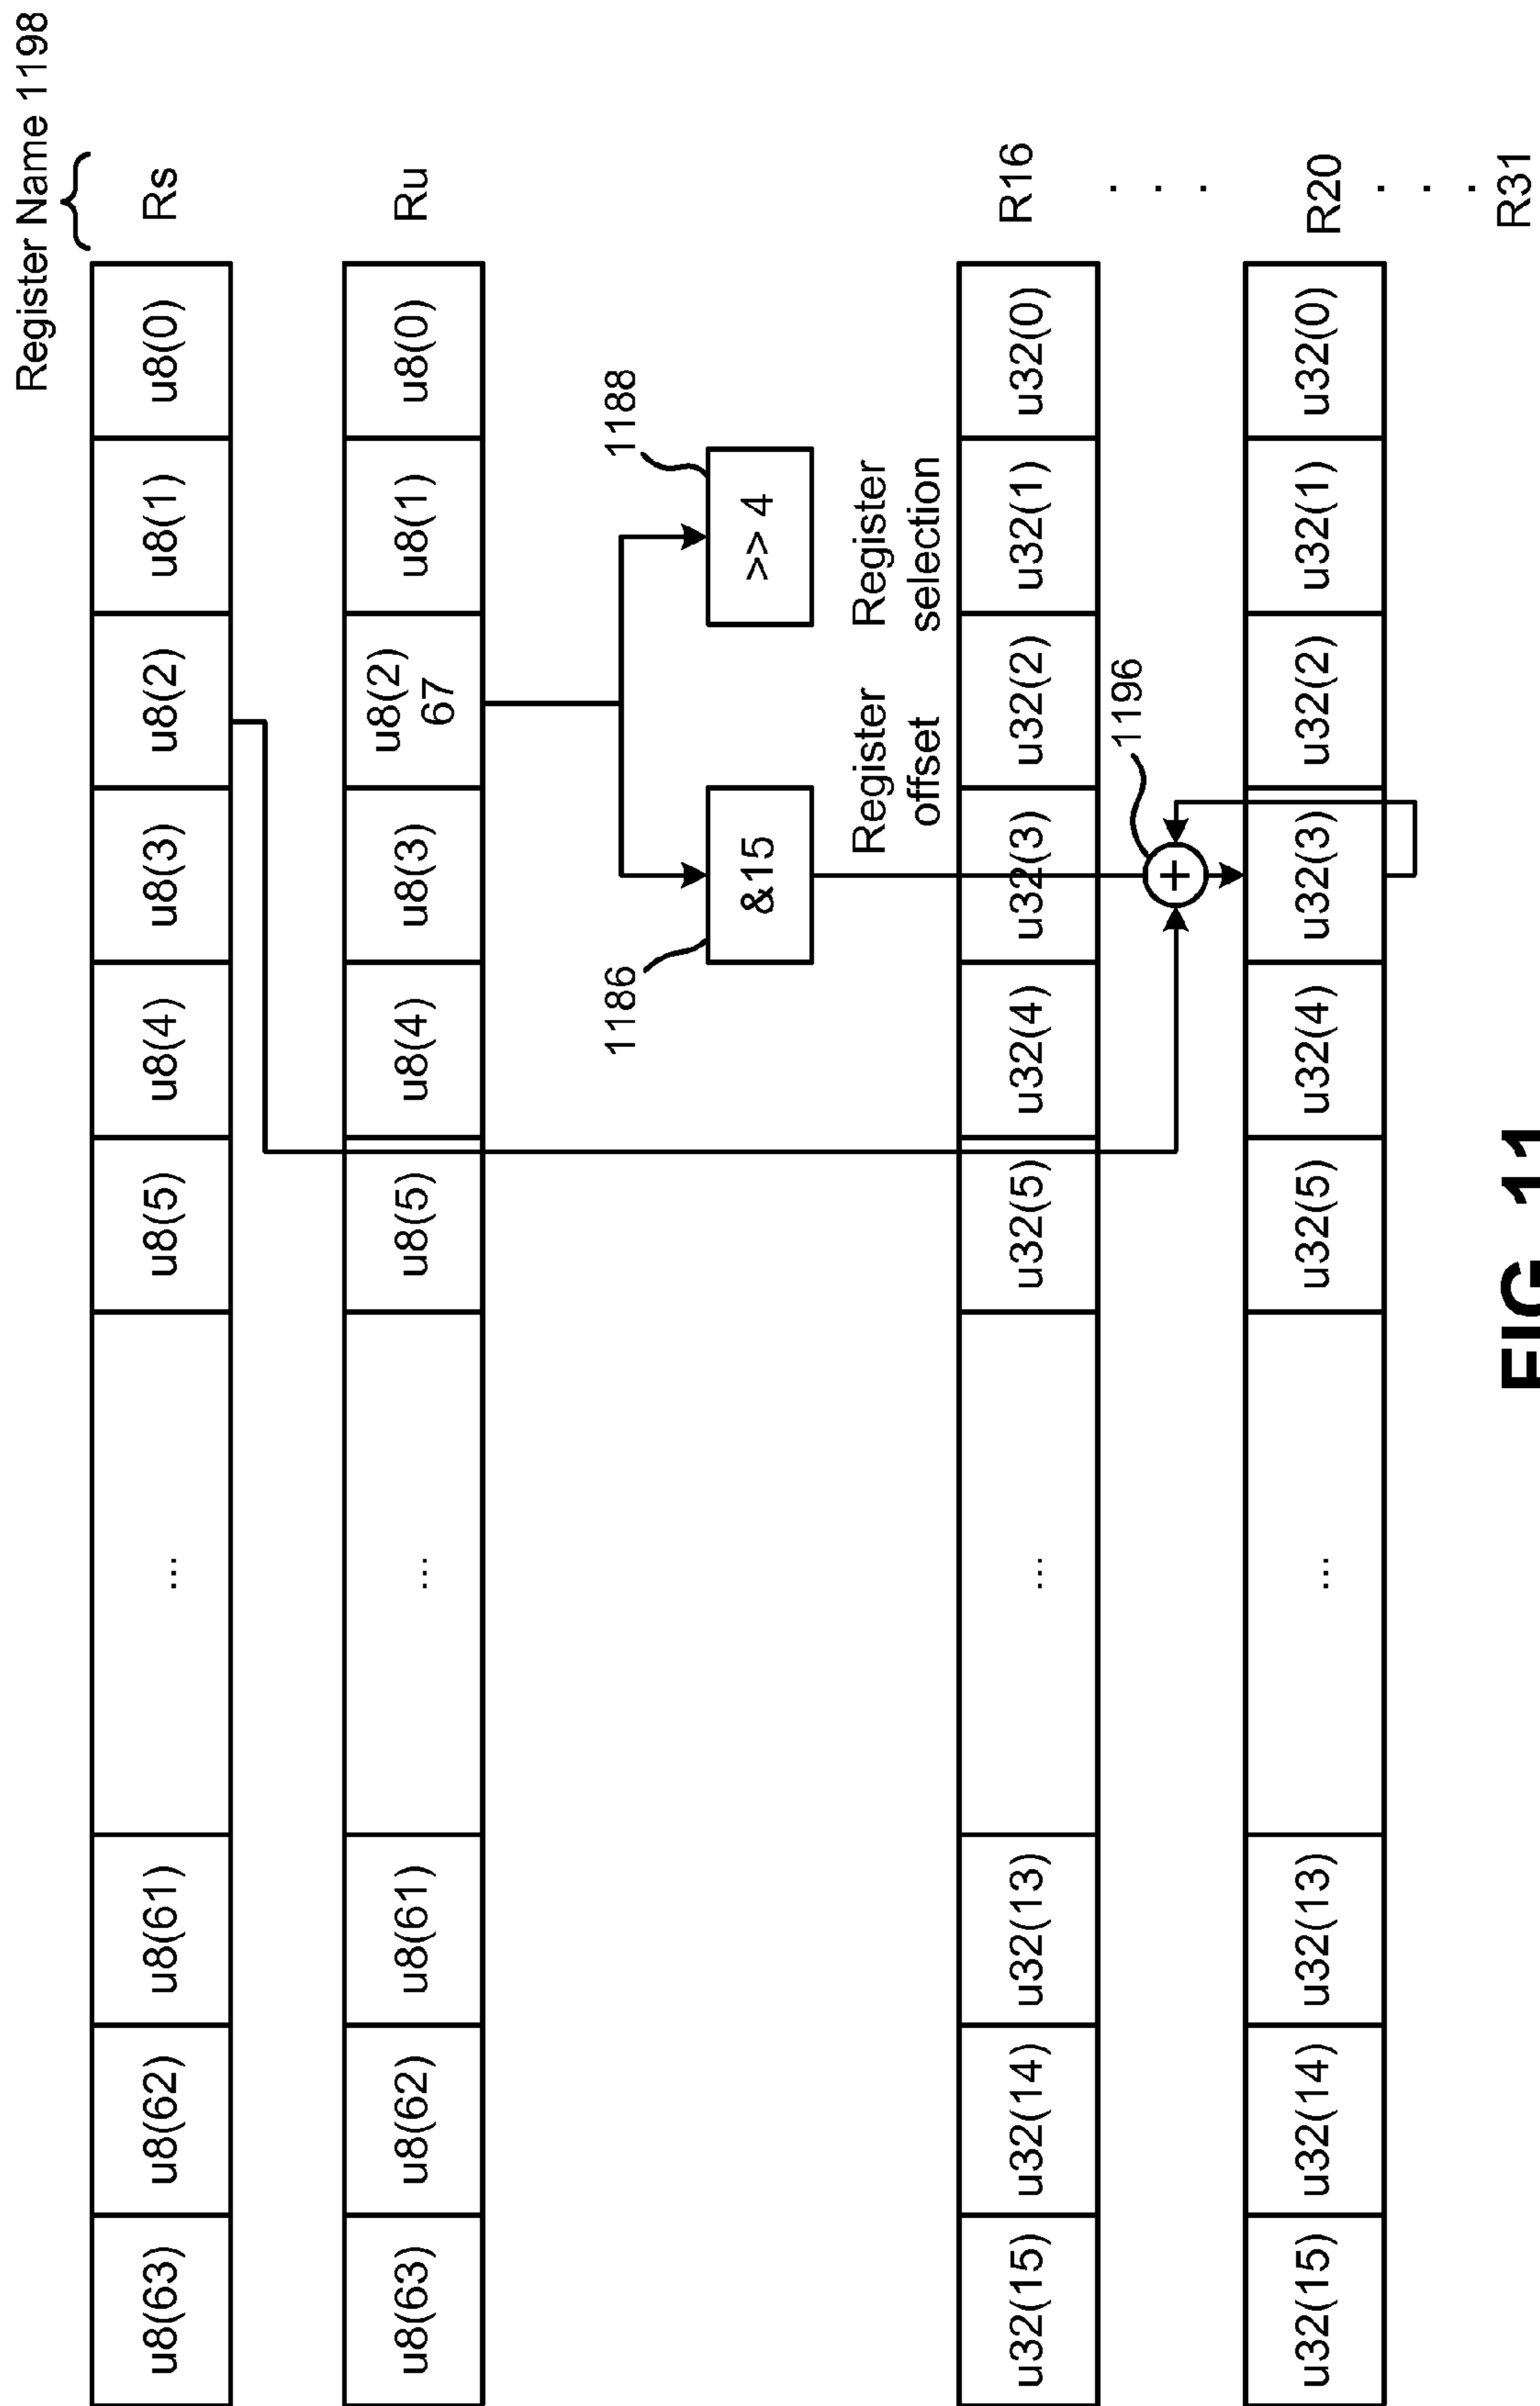 Register Name 1198
u8(63) u8(62) u8(61) ... u8(5) u8(4) u8(3) u8(2) u8(1) u8(0) Rs
u8(63) u8(62) u8(61) ... u8(5) u8(4) u8(3) u8(2) u8(1) u8(0) Ru
67
1186 1188
&15 >> 4
Register Register
offset selection
u32(15) u32(14) u32(13) ... u32(5) u32(4) u32(3) u32(2) u32(1) u32(0) R16
. . .
1196
+
u32(15) u32(14) u32(13) ... u32(5) u32(4) u32(3) u32(2) u32(1) u32(0) R20
. . .
R31
FIG. 11